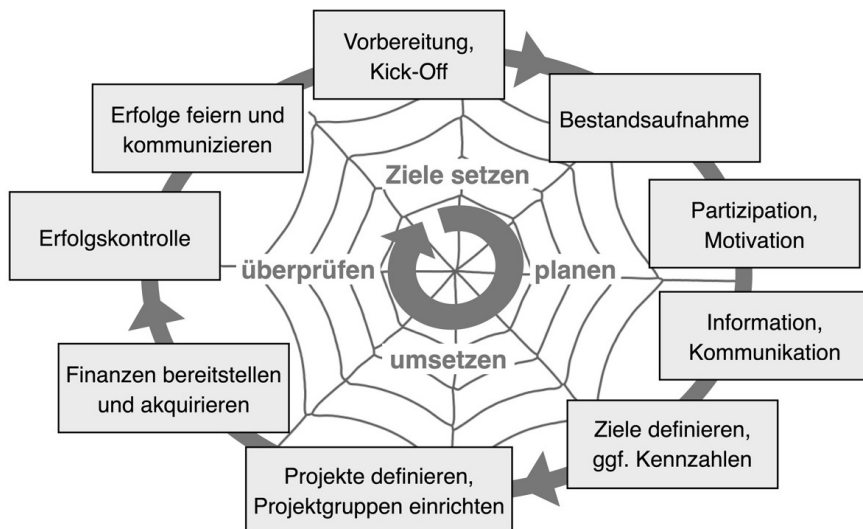 Vorbereitung,
Kick-Off
Bestandsaufnahme
Partizipation,
Motivation
Information,
Kommunikation
Ziele definieren,
ggf. Kennzahlen
Projekte definieren,
Projektgruppen einrichten
Finanzen bereitstellen
und akquirieren
Erfolgskontrolle
Erfolge feiern und
kommunizieren
Ziele setzen
planen
umsetzen
überprüfen